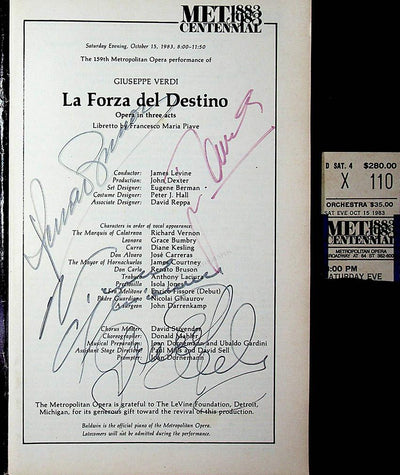 MET 1883 1983
CENTENNIAL
Saturday Evening, October 15, 1983, 8:00-11:50
The 159th Metropolitan Opera performance of
GIUSEPPE VERDI
La Forza del Destino
Opera in three acts
Libretto by Francesco Maria Piave
Conductor: James Levine
Production: John Dexter
Set Designer: Eugene Berman
Costume Designer: Peter J. Hall
Associate Designer: David Reppa
Characters in order of vocal appearance:
The Marquis of Calatrava Richard Vernon
Leonora Grace Bumbry
Curra Diane Kesling
Don Alvaro José Carreras
The Mayor of Hornachuelos James Courtney
Don Carlo Renato Bruson
Trabuco Anthony Laciura
Preziosilla Isola Jones
Fra Melitone Enrico Fissore (Debut)
Padre Guardiano Nicolai Ghiaurov
A surgeon John Darrenkamp
Chorus Master David Stivender
Choreographer Donald Mahler
Musical Preparation Joan Dornemann and Ubaldo Gardini
Assistant Stage Directors Paul Mills and David Sell
Prompter Joan Dornemann
The Metropolitan Opera is grateful to The LeVine Foundation, Detroit,
Michigan, for its generous gift toward the revival of this production.
Baldwin is the official piano of the Metropolitan Opera.
Latecomers will not be admitted during the performance.
D SAT. 4 $280.00
X 110
ORCHESTRA $35.00
SAT EVE OCT 15 1983
MET 1883 1983
CENTENNIAL
METROPOLITAN OPERA
BROADWAY AT 64 ST
:00 PM
SATURDAY EVE